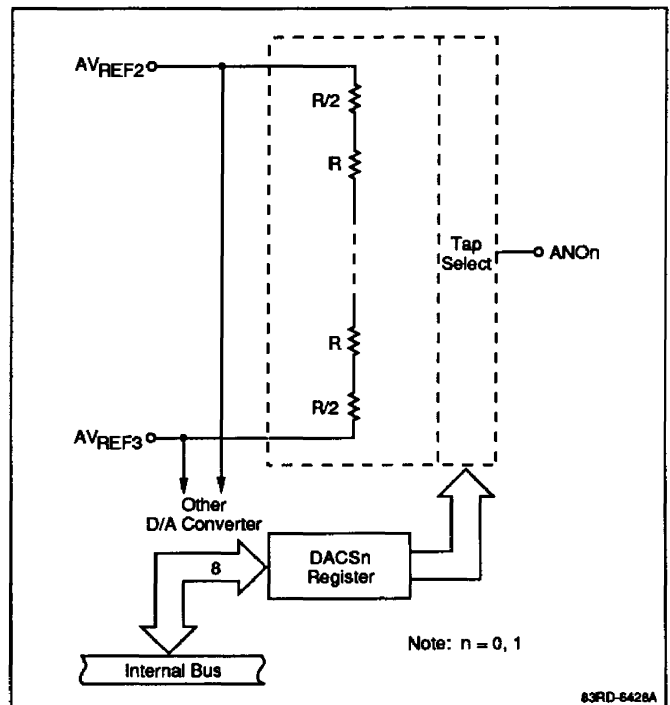 AVREF2
R/2
R
Tap
Select
ANOn
R
R/2
AVREF3
Other
D/A Converter
8
DACSn
Register
Note: n = 0, 1
Internal Bus
83RD-6428A